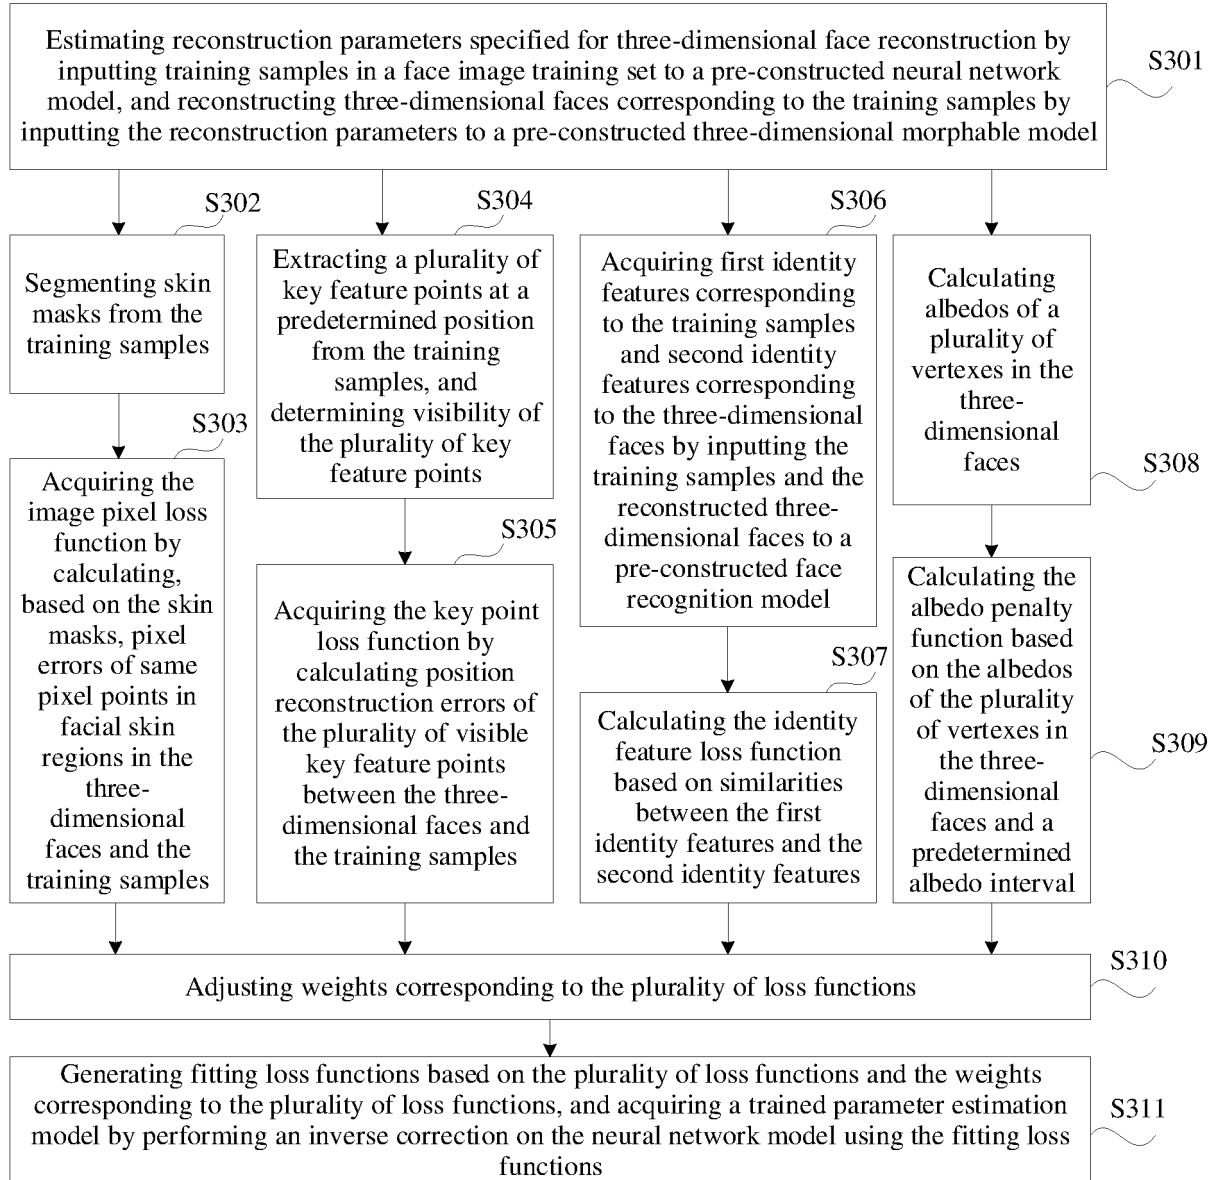 Estimating reconstruction parameters specified for three-dimensional face reconstruction by
inputting training samples in a face image training set to a pre-constructed neural network
model, and reconstructing three-dimensional faces corresponding to the training samples by
inputting the reconstruction parameters to a pre-constructed three-dimensional morphable model
S301
S302
Segmenting skin
masks from the
training samples
S303
Acquiring the
image pixel loss
function by
calculating,
based on the skin
masks, pixel
errors of same
pixel points in
facial skin
regions in the
three-
dimensional
faces and the
training samples
S304
Extracting a plurality of
key feature points at a
predetermined position
from the training
samples, and
determining visibility of
the plurality of key
feature points
S305
Acquiring the key point
loss function by
calculating position
reconstruction errors of
the plurality of visible
key feature points
between the three-
dimensional faces and
the training samples
S306
Acquiring first identity
features corresponding
to the training samples
and second identity
features corresponding
to the three-dimensional
faces by inputting the
training samples and the
reconstructed three-
dimensional faces to a
pre-constructed face
recognition model
S307
Calculating the identity
feature loss function
based on similarities
between the first
identity features and the
second identity features
Calculating
albedos of a
plurality of
vertexes in the
three-
dimensional
faces
S308
Calculating the
albedo penalty
function based
on the albedos
of the plurality
of vertexes in
the three-
dimensional
faces and a
predetermined
albedo interval
S309
Adjusting weights corresponding to the plurality of loss functions
S310
Generating fitting loss functions based on the plurality of loss functions and the weights
corresponding to the plurality of loss functions, and acquiring a trained parameter estimation
model by performing an inverse correction on the neural network model using the fitting loss
functions
S311